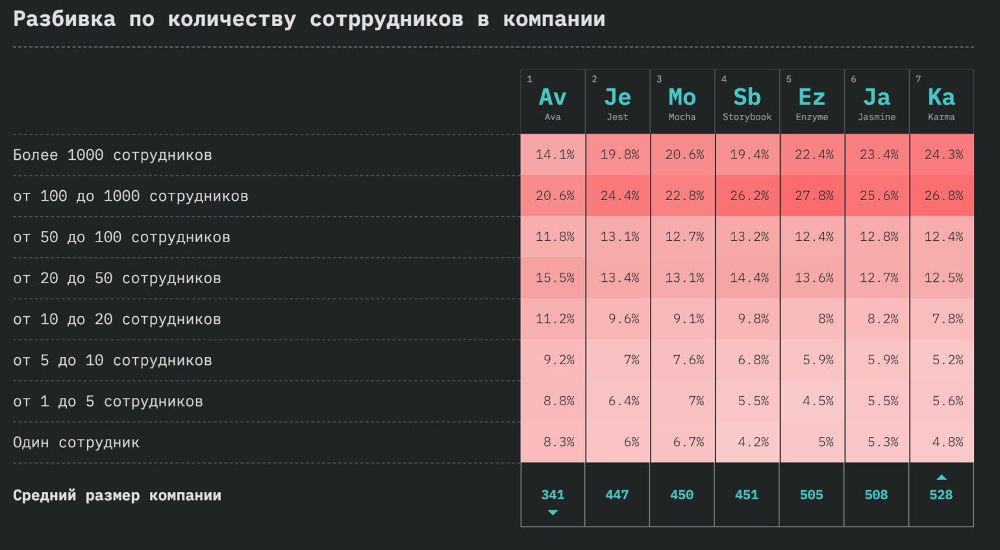 Разбивка по количеству сотррудников в компании
1 2 3 4 5 6 7
Av Je Mo Sb Ez Ja Ka
Ava Jest Mocha Storybook Enzyme Jasmine Karma
Более 1000 сотрудников 14.1% 19.8% 20.6% 19.4% 22.4% 23.4% 24.3%
от 100 до 1000 сотрудников 20.6% 24.4% 22.8% 26.2% 27.8% 25.6% 26.8%
от 50 до 100 сотрудников 11.8% 13.1% 12.7% 13.2% 12.4% 12.8% 12.4%
от 20 до 50 сотрудников 15.5% 13.4% 13.1% 14.4% 13.6% 12.7% 12.5%
от 10 до 20 сотрудников 11.2% 9.6% 9.1% 9.8% 8% 8.2% 7.8%
от 5 до 10 сотрудников 9.2% 7% 7.6% 6.8% 5.9% 5.9% 5.2%
от 1 до 5 сотрудников 8.8% 6.4% 7% 5.5% 4.5% 5.5% 5.6%
Один сотрудник 8.3% 6% 6.7% 4.2% 5% 5.3% 4.8%
Средний размер компании 341 447 450 451 505 508 528